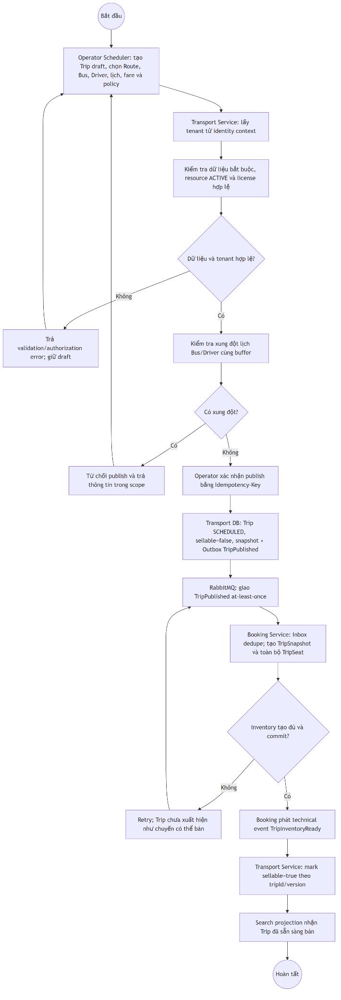 Bắt đầu
Operator Scheduler: tạo
Trip draft, chọn Route,
Bus, Driver, lịch, fare và
policy
Transport Service: lấy
tenant từ identity context
Kiểm tra dữ liệu bắt buộc,
resource ACTIVE và license
hợp lệ
Dữ liệu và tenant hợp lệ?
Không
Có
Trả
validation/authorization
error; giữ draft
Kiểm tra xung đột lịch
Bus/Driver cùng buffer
Có xung đột?
Có
Không
Từ chối publish và trả
thông tin trong scope
Operator xác nhận publish
bằng Idempotency-Key
Transport DB: Trip
SCHEDULED,
sellable=false, snapshot +
Outbox TripPublished
RabbitMQ: giao
TripPublished at-least-once
Booking Service: Inbox
dedupe; tạo TripSnapshot
và toàn bộ TripSeat
Inventory tạo đủ và
commit?
Không
Có
Retry; Trip chưa xuất hiện
như chuyến có thể bán
Booking phát technical
event TripInventoryReady
Transport Service: mark
sellable=true theo
tripId/version
Search projection nhận
Trip đã sẵn sàng bán
Hoàn tất